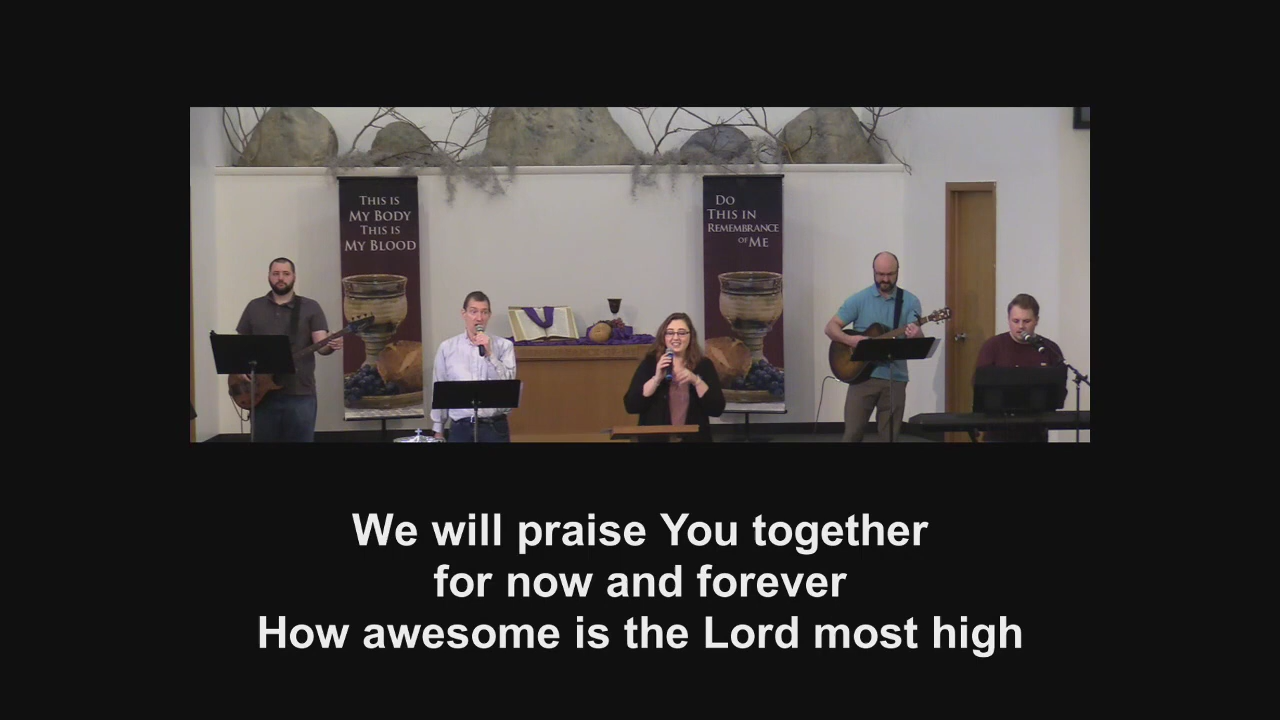 This is
My Body
This is
My Blood
Do
This in
Remembrance
of Me
We will praise You together
for now and forever
How awesome is the Lord most high